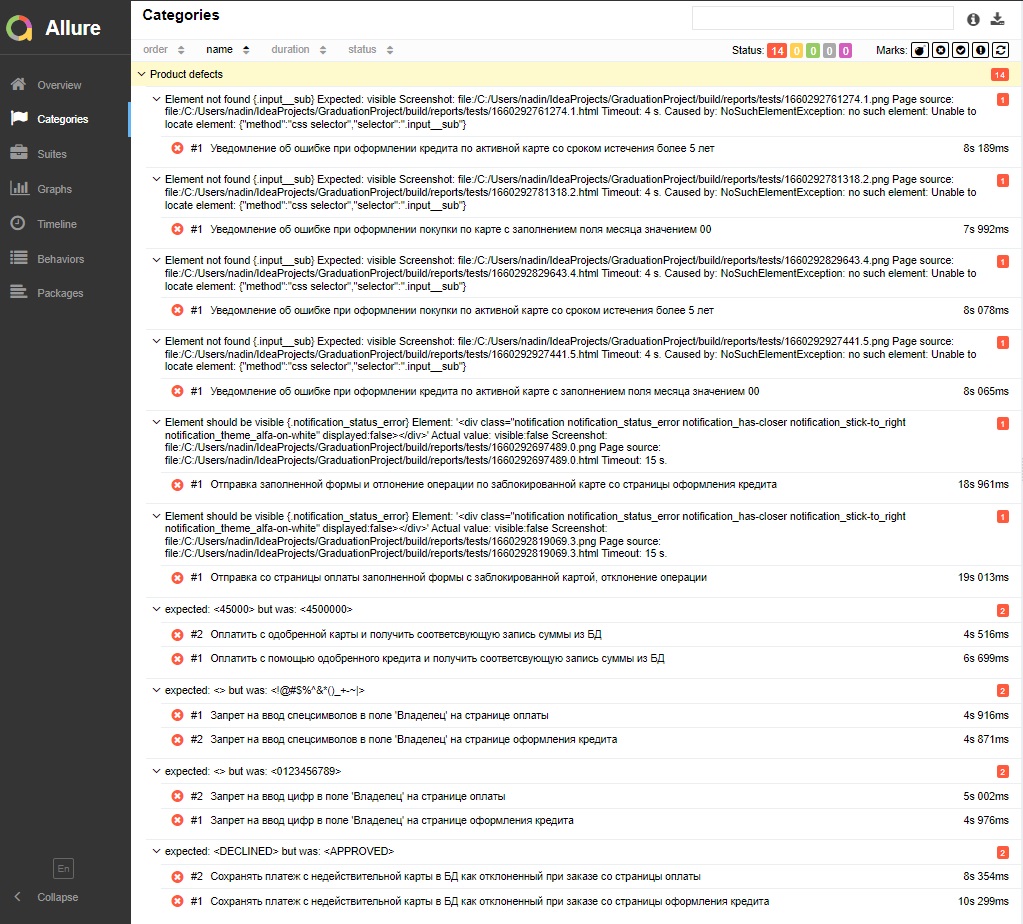 Allure
Overview
Categories
Suites
Graphs
Timeline
Behaviors
Packages
En
Collapse
Categories
order name duration status Status: 14 0 0 0 0 Marks:
Product defects 14
Element not found {.input__sub} Expected: visible Screenshot: file:/C:/Users/nadin/IdeaProjects/GraduationProject/build/reports/tests/1660292761274.1.png Page source: 1
file:/C:/Users/nadin/IdeaProjects/GraduationProject/build/reports/tests/1660292761274.1.html Timeout: 4 s. Caused by: NoSuchElementException: no such element: Unable to
locate element: {"method":"css selector","selector":".input__sub"}
#1 Уведомление об ошибке при оформлении кредита по активной карте со сроком истечения более 5 лет 8s 189ms
Element not found {.input__sub} Expected: visible Screenshot: file:/C:/Users/nadin/IdeaProjects/GraduationProject/build/reports/tests/1660292781318.2.png Page source: 1
file:/C:/Users/nadin/IdeaProjects/GraduationProject/build/reports/tests/1660292781318.2.html Timeout: 4 s. Caused by: NoSuchElementException: no such element: Unable to
locate element: {"method":"css selector","selector":".input__sub"}
#1 Уведомление об ошибке при оформлении покупки по карте с заполнением поля месяца значением 00 7s 992ms
Element not found {.input__sub} Expected: visible Screenshot: file:/C:/Users/nadin/IdeaProjects/GraduationProject/build/reports/tests/1660292829643.4.png Page source: 1
file:/C:/Users/nadin/IdeaProjects/GraduationProject/build/reports/tests/1660292829643.4.html Timeout: 4 s. Caused by: NoSuchElementException: no such element: Unable to
locate element: {"method":"css selector","selector":".input__sub"}
#1 Уведомление об ошибке при оформлении покупки по активной карте со сроком истечения более 5 лет 8s 078ms
Element not found {.input__sub} Expected: visible Screenshot: file:/C:/Users/nadin/IdeaProjects/GraduationProject/build/reports/tests/1660292927441.5.png Page source: 1
file:/C:/Users/nadin/IdeaProjects/GraduationProject/build/reports/tests/1660292927441.5.html Timeout: 4 s. Caused by: NoSuchElementException: no such element: Unable to
locate element: {"method":"css selector","selector":".input__sub"}
#1 Уведомление об ошибке при оформлении кредита по активной карте с заполнением поля месяца значением 00 8s 065ms
Element should be visible {.notification_status_error} Element: '<div class="notification notification_status_error notification_has-closer notification_stick-to_right 1
notification_theme_alfa-on-white" displayed:false></div>' Actual value: visible:false Screenshot:
file:/C:/Users/nadin/IdeaProjects/GraduationProject/build/reports/tests/1660292697489.0.png Page source:
file:/C:/Users/nadin/IdeaProjects/GraduationProject/build/reports/tests/1660292697489.0.html Timeout: 15 s.
#1 Отправка заполненной формы и отлонение операции по заблокированной карте со страницы оформления кредита 18s 961ms
Element should be visible {.notification_status_error} Element: '<div class="notification notification_status_error notification_has-closer notification_stick-to_right 1
notification_theme_alfa-on-white" displayed:false></div>' Actual value: visible:false Screenshot:
file:/C:/Users/nadin/IdeaProjects/GraduationProject/build/reports/tests/1660292819069.3.png Page source:
file:/C:/Users/nadin/IdeaProjects/GraduationProject/build/reports/tests/1660292819069.3.html Timeout: 15 s.
#1 Отправка со страницы оплаты заполненной формы с заблокированной картой, отклонение операции 19s 013ms
expected: <45000> but was: <4500000> 2
#2 Оплатить с одобренной карты и получить соответсвующую запись суммы из БД 4s 516ms
#1 Оплатить с помощью одобренного кредита и получить соответсвующую запись суммы из БД 6s 699ms
expected: <> but was: <!@#$%^&*()_+-~|> 2
#1 Запрет на ввод спецсимволов в поле 'Владелец' на странице оплаты 4s 916ms
#2 Запрет на ввод спецсимволов в поле 'Владелец' на странице оформления кредита 4s 871ms
expected: <> but was: <0123456789> 2
#2 Запрет на ввод цифр в поле 'Владелец' на странице оплаты 5s 002ms
#1 Запрет на ввод цифр в поле 'Владелец' на странице оформления кредита 4s 976ms
expected: <DECLINED> but was: <APPROVED> 2
#2 Сохранять платеж с недействительной карты в БД как отклоненный при заказе со страницы оплаты 8s 354ms
#1 Сохранять платеж с недействительной карты в БД как отклоненный при заказе со страницы оформления кредита 10s 299ms